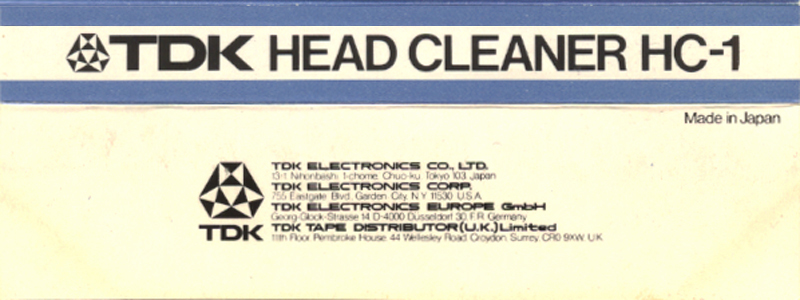 TDK HEAD CLEANER HC-1
Made in Japan
TDK ELECTRONICS CO., LTD.
13-1 Nihonbashi 1-chome. Chuo-ku. Tokyo 103. Japan
TDK ELECTRONICS CORP.
755 Eastgate Blvd. Garden City, N.Y. 11530 U.S.A.
TDK ELECTRONICS EUROPE GmbH
Georg-Glock-Strasse 14 D-4000 Dusseldorf 30, F.R. Germany
TDK TAPE DISTRIBUTOR(U.K.)Limited
11th Floor Pembroke House 44 Wellesley Road Croydon. Surrey CR0 9XW U.K.
TDK